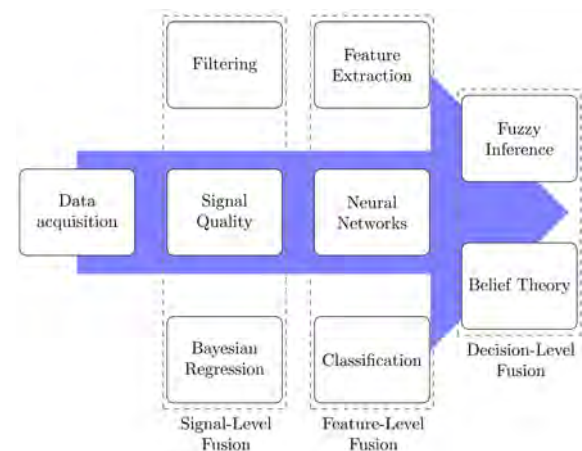 Data
acquisition
Filtering
Signal
Quality
Bayesian
Regression
Signal-Level
Fusion
Feature
Extraction
Neural
Networks
Classification
Feature-Level
Fusion
Fuzzy
Inference
Belief Theory
Decision-Level
Fusion